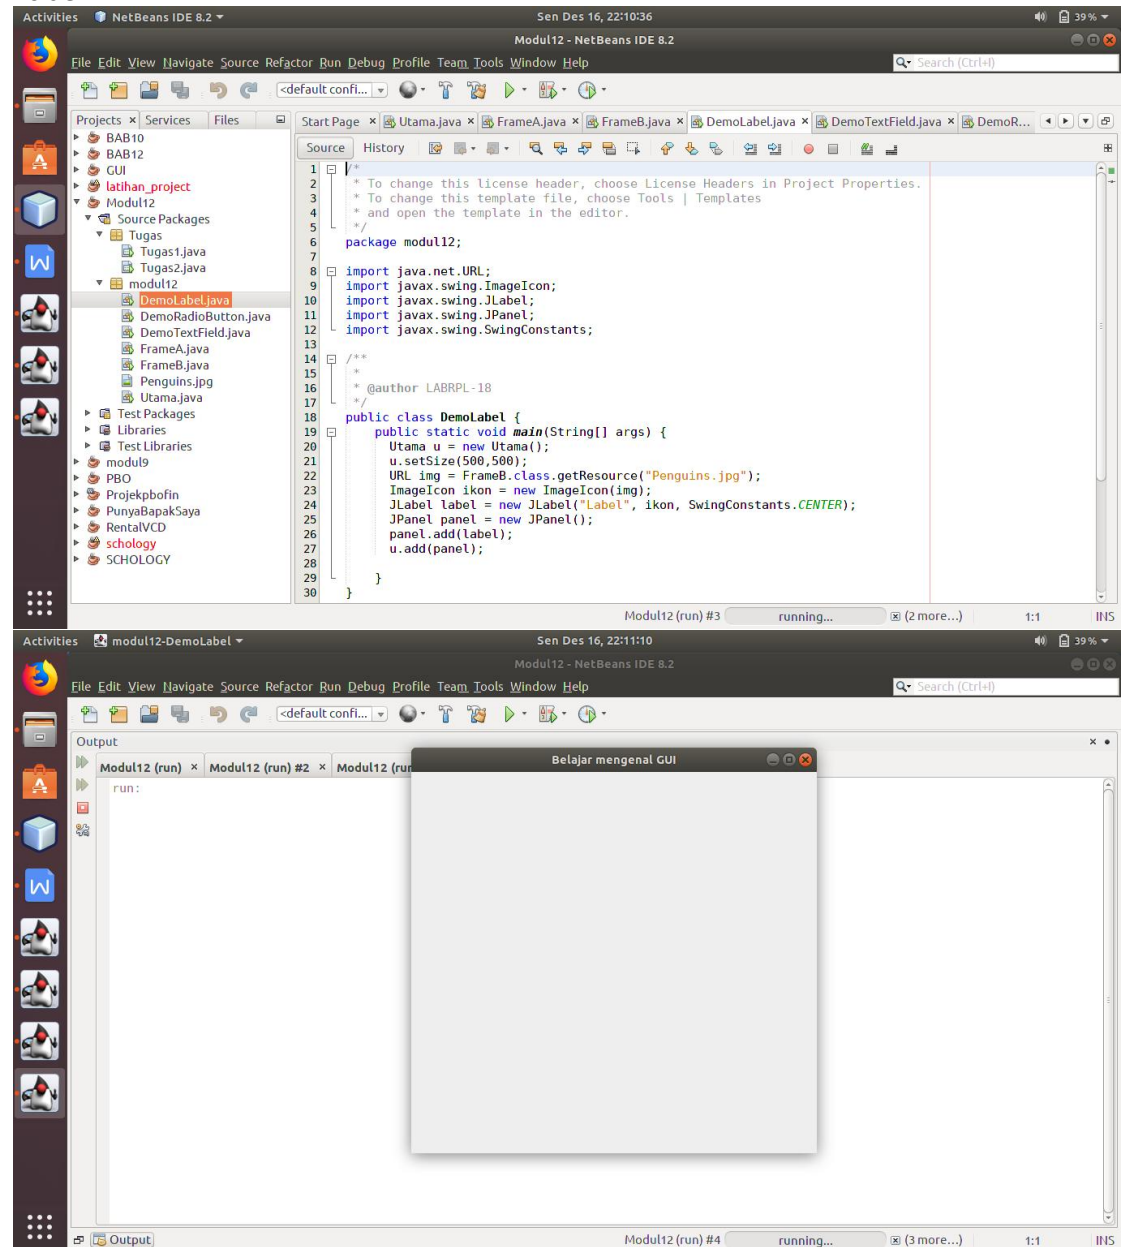 Activities NetBeans IDE 8.2 Sen Des 16, 22:10:36 39%
Modul12 - NetBeans IDE 8.2
File Edit View Navigate Source Refactor Run Debug Profile Team Tools Window Help Search (Ctrl+I)
<default confi...
Projects × Services Files
Start Page × Utama.java × FrameA.java × FrameB.java × DemoLabel.java × DemoTextField.java × DemoR...
Source History
BAB10
BAB12
GUI
latihan_project
Modul12
Source Packages
Tugas
Tugas1.java
Tugas2.java
modul12
DemoLabel.java
DemoRadioButton.java
DemoTextField.java
FrameA.java
FrameB.java
Penguins.jpg
Utama.java
Test Packages
Libraries
Test Libraries
modul9
PBO
Projekpbofin
PunyaBapakSaya
RentalVCD
schology
SCHOLOGY
1 /*
2 * To change this license header, choose License Headers in Project Properties.
3 * To change this template file, choose Tools | Templates
4 * and open the template in the editor.
5 */
6 package modul12;
7
8 import java.net.URL;
9 import javax.swing.ImageIcon;
10 import javax.swing.JLabel;
11 import javax.swing.JPanel;
12 import javax.swing.SwingConstants;
13
14 /**
15 *
16 * @author LABRPL-18
17 */
18 public class DemoLabel {
19 public static void main(String[] args) {
20 Utama u = new Utama();
21 u.setSize(500,500);
22 URL img = FrameB.class.getResource("Penguins.jpg");
23 ImageIcon ikon = new ImageIcon(img);
24 JLabel label = new JLabel("Label", ikon, SwingConstants.CENTER);
25 JPanel panel = new JPanel();
26 panel.add(label);
27 u.add(panel);
28
29 }
30 }
Modul12 (run) #3 running... (2 more...) 1:1 INS
Activities modul12-DemoLabel Sen Des 16, 22:11:10 39%
Modul12 - NetBeans IDE 8.2
File Edit View Navigate Source Refactor Run Debug Profile Team Tools Window Help Search (Ctrl+I)
<default confi...
Output
Modul12 (run) × Modul12 (run) #2 × Modul12 (run
run:
Belajar mengenal GUI
Output Modul12 (run) #4 running... (3 more...) 1:1 INS